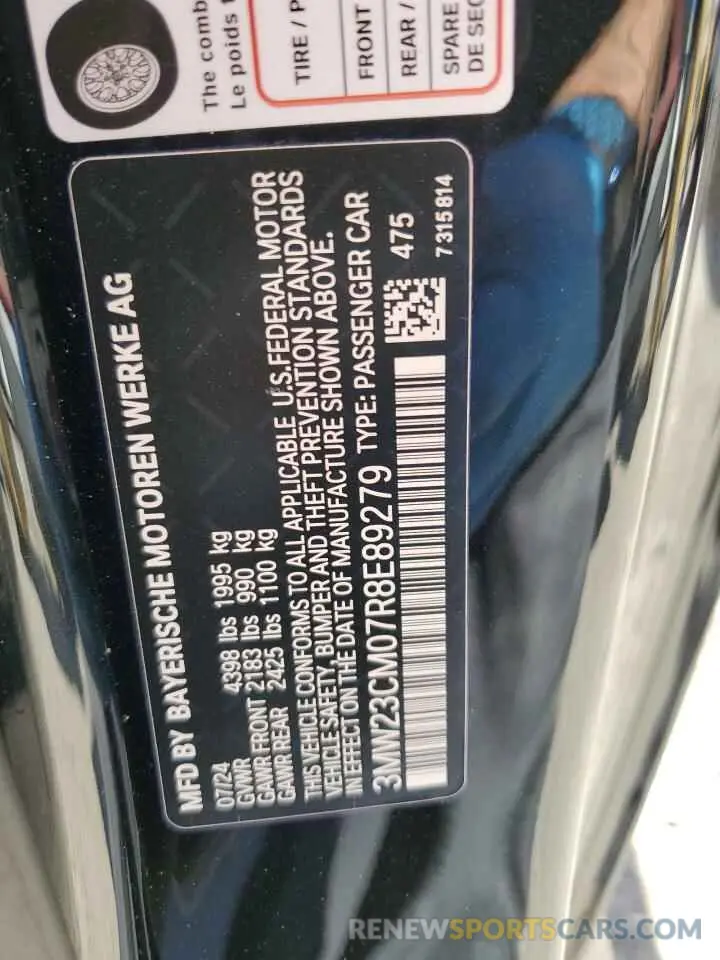 The comb
Le poids t
TIRE / P
FRONT
REAR /
SPARE
DE SEC
MFD BY BAYERISCHE MOTOREN WERKE AG
07/24
GVWR 4398 lbs 1995 kg
GAWR FRONT 2183 lbs 990 kg
GAWR REAR 2425 lbs 1100 kg
THIS VEHICLE CONFORMS TO ALL APPLICABLE U.S.FEDERAL MOTOR
VEHICLE SAFETY, BUMPER AND THEFT PREVENTION STANDARDS
IN EFFECT ON THE DATE OF MANUFACTURE SHOWN ABOVE.
3MW23CM07R8E89279 TYPE: PASSENGER CAR
475
7315814
RENEWSPORTSCARS.COM